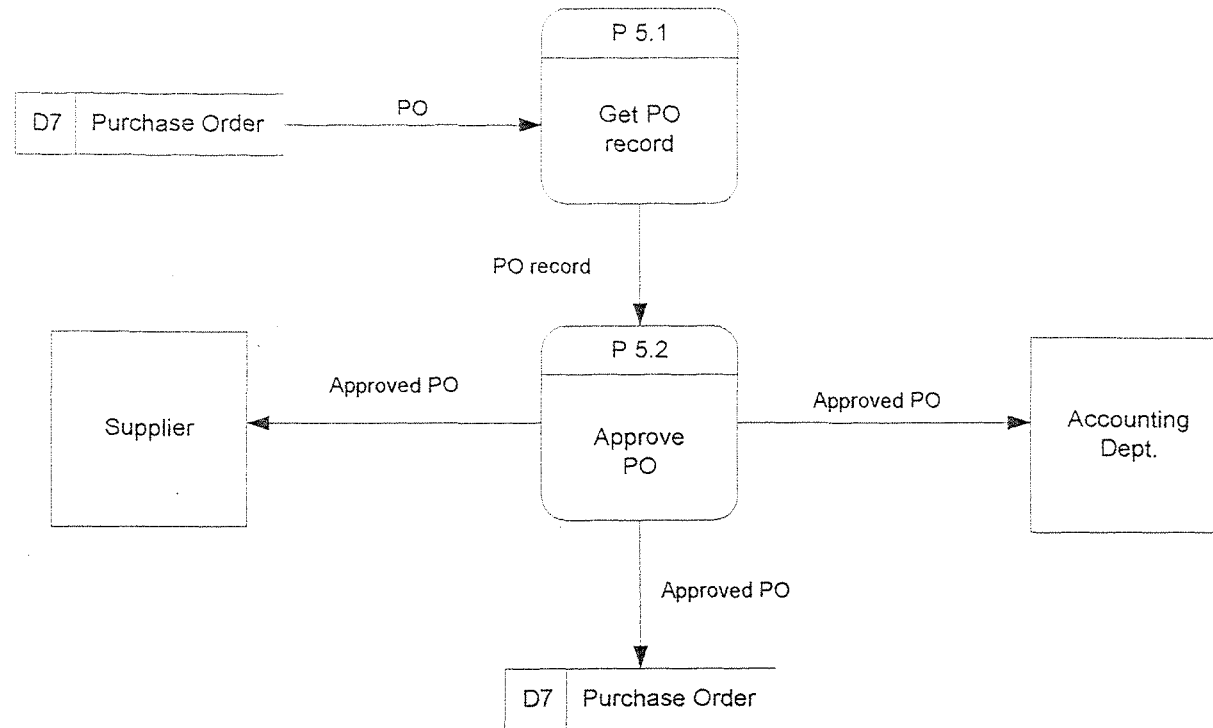 P 5.1
D7 Purchase Order
PO
Get PO
record
PO record
P 5.2
Supplier
Approved PO
Approve
PO
Approved PO
Accounting
Dept.
Approved PO
D7 Purchase Order